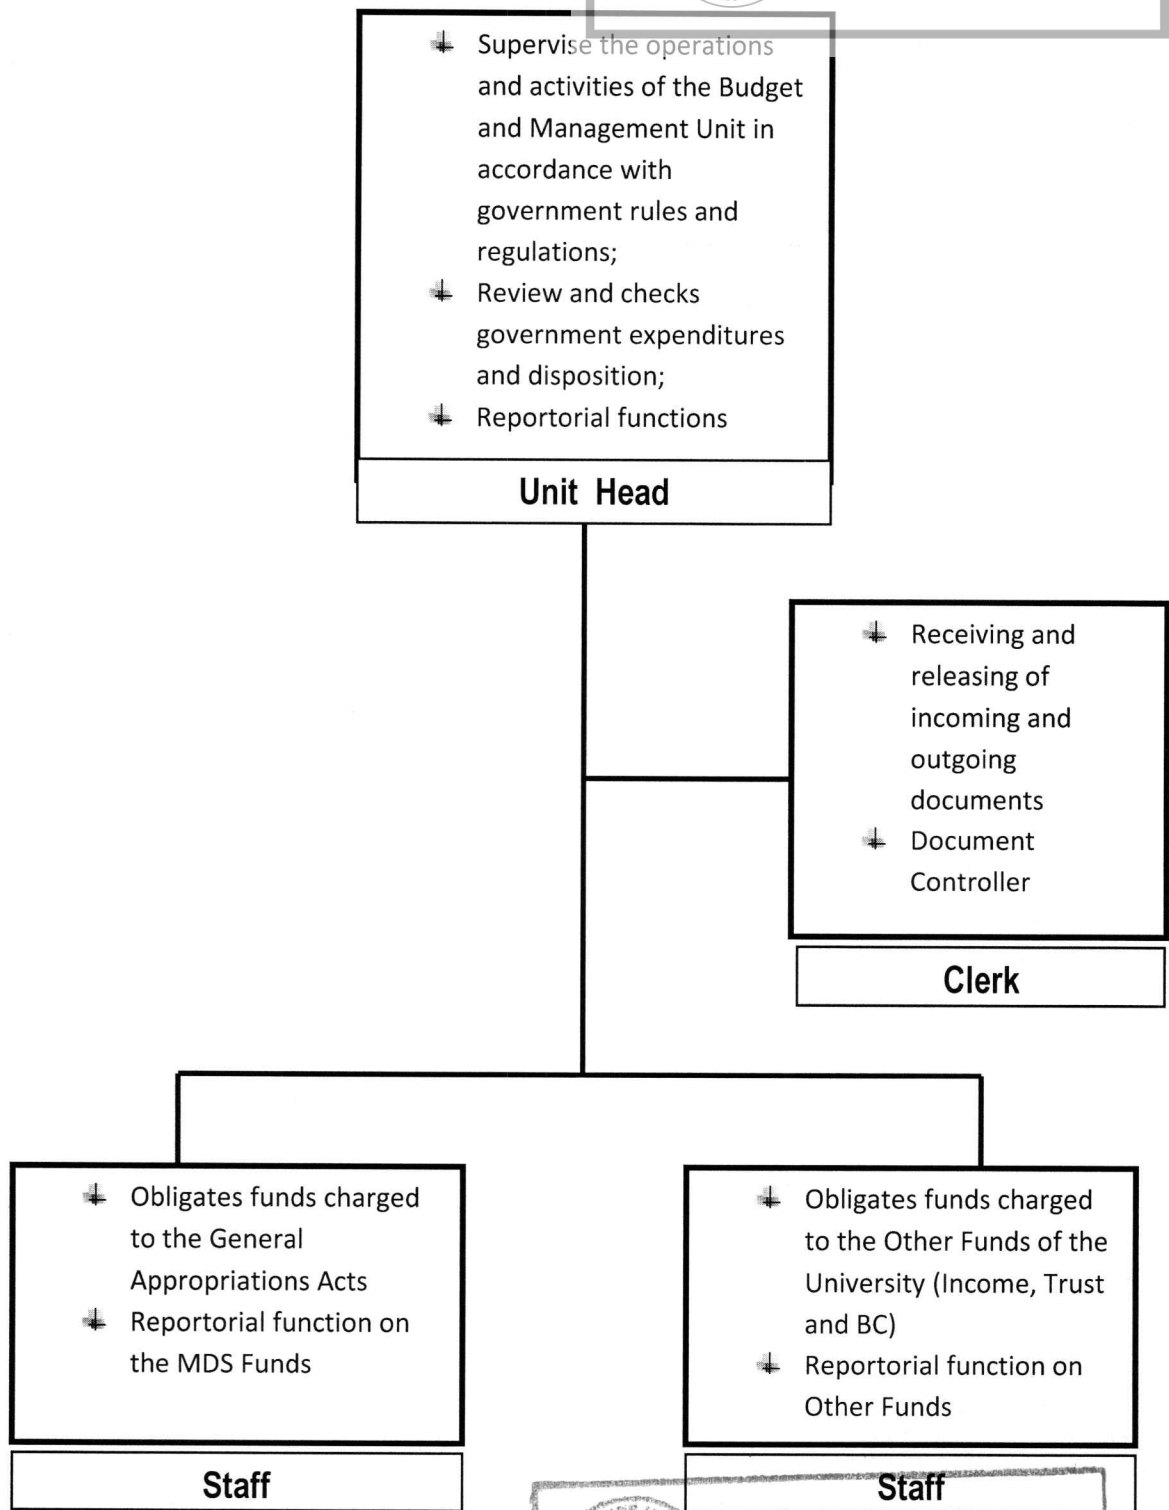 Supervise the operations
and activities of the Budget
and Management Unit in
accordance with
government rules and
regulations;
Review and checks
government expenditures
and disposition;
Reportorial functions
Unit Head
Receiving and
releasing of
incoming and
outgoing
documents
Document
Controller
Clerk
Obligates funds charged
to the General
Appropriations Acts
Reportorial function on
the MDS Funds
Staff
Obligates funds charged
to the Other Funds of the
University (Income, Trust
and BC)
Reportorial function on
Other Funds
Staff